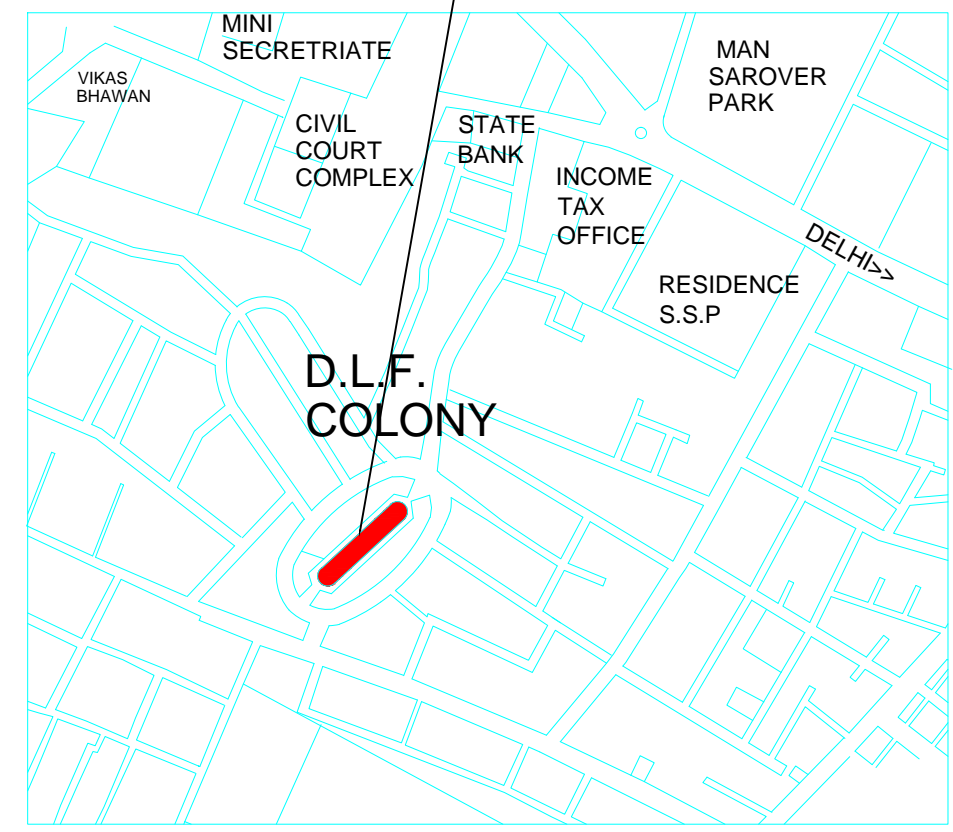 MINI
SECRETRIATE
MAN
SAROVER
PARK
VIKAS
BHAWAN
CIVIL
COURT
COMPLEX
STATE
BANK
INCOME
TAX
OFFICE
DELHI>>
RESIDENCE
S.S.P
D.L.F.
COLONY